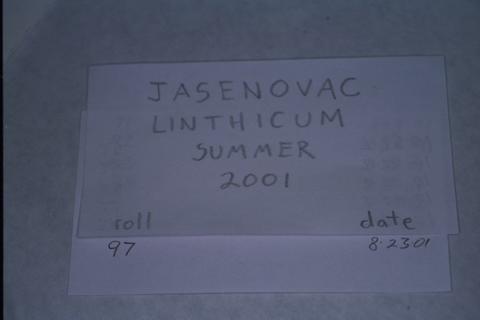 JASENOVAC
LINTHICUM
SUMMER
2001
roll date
97 8·23·01